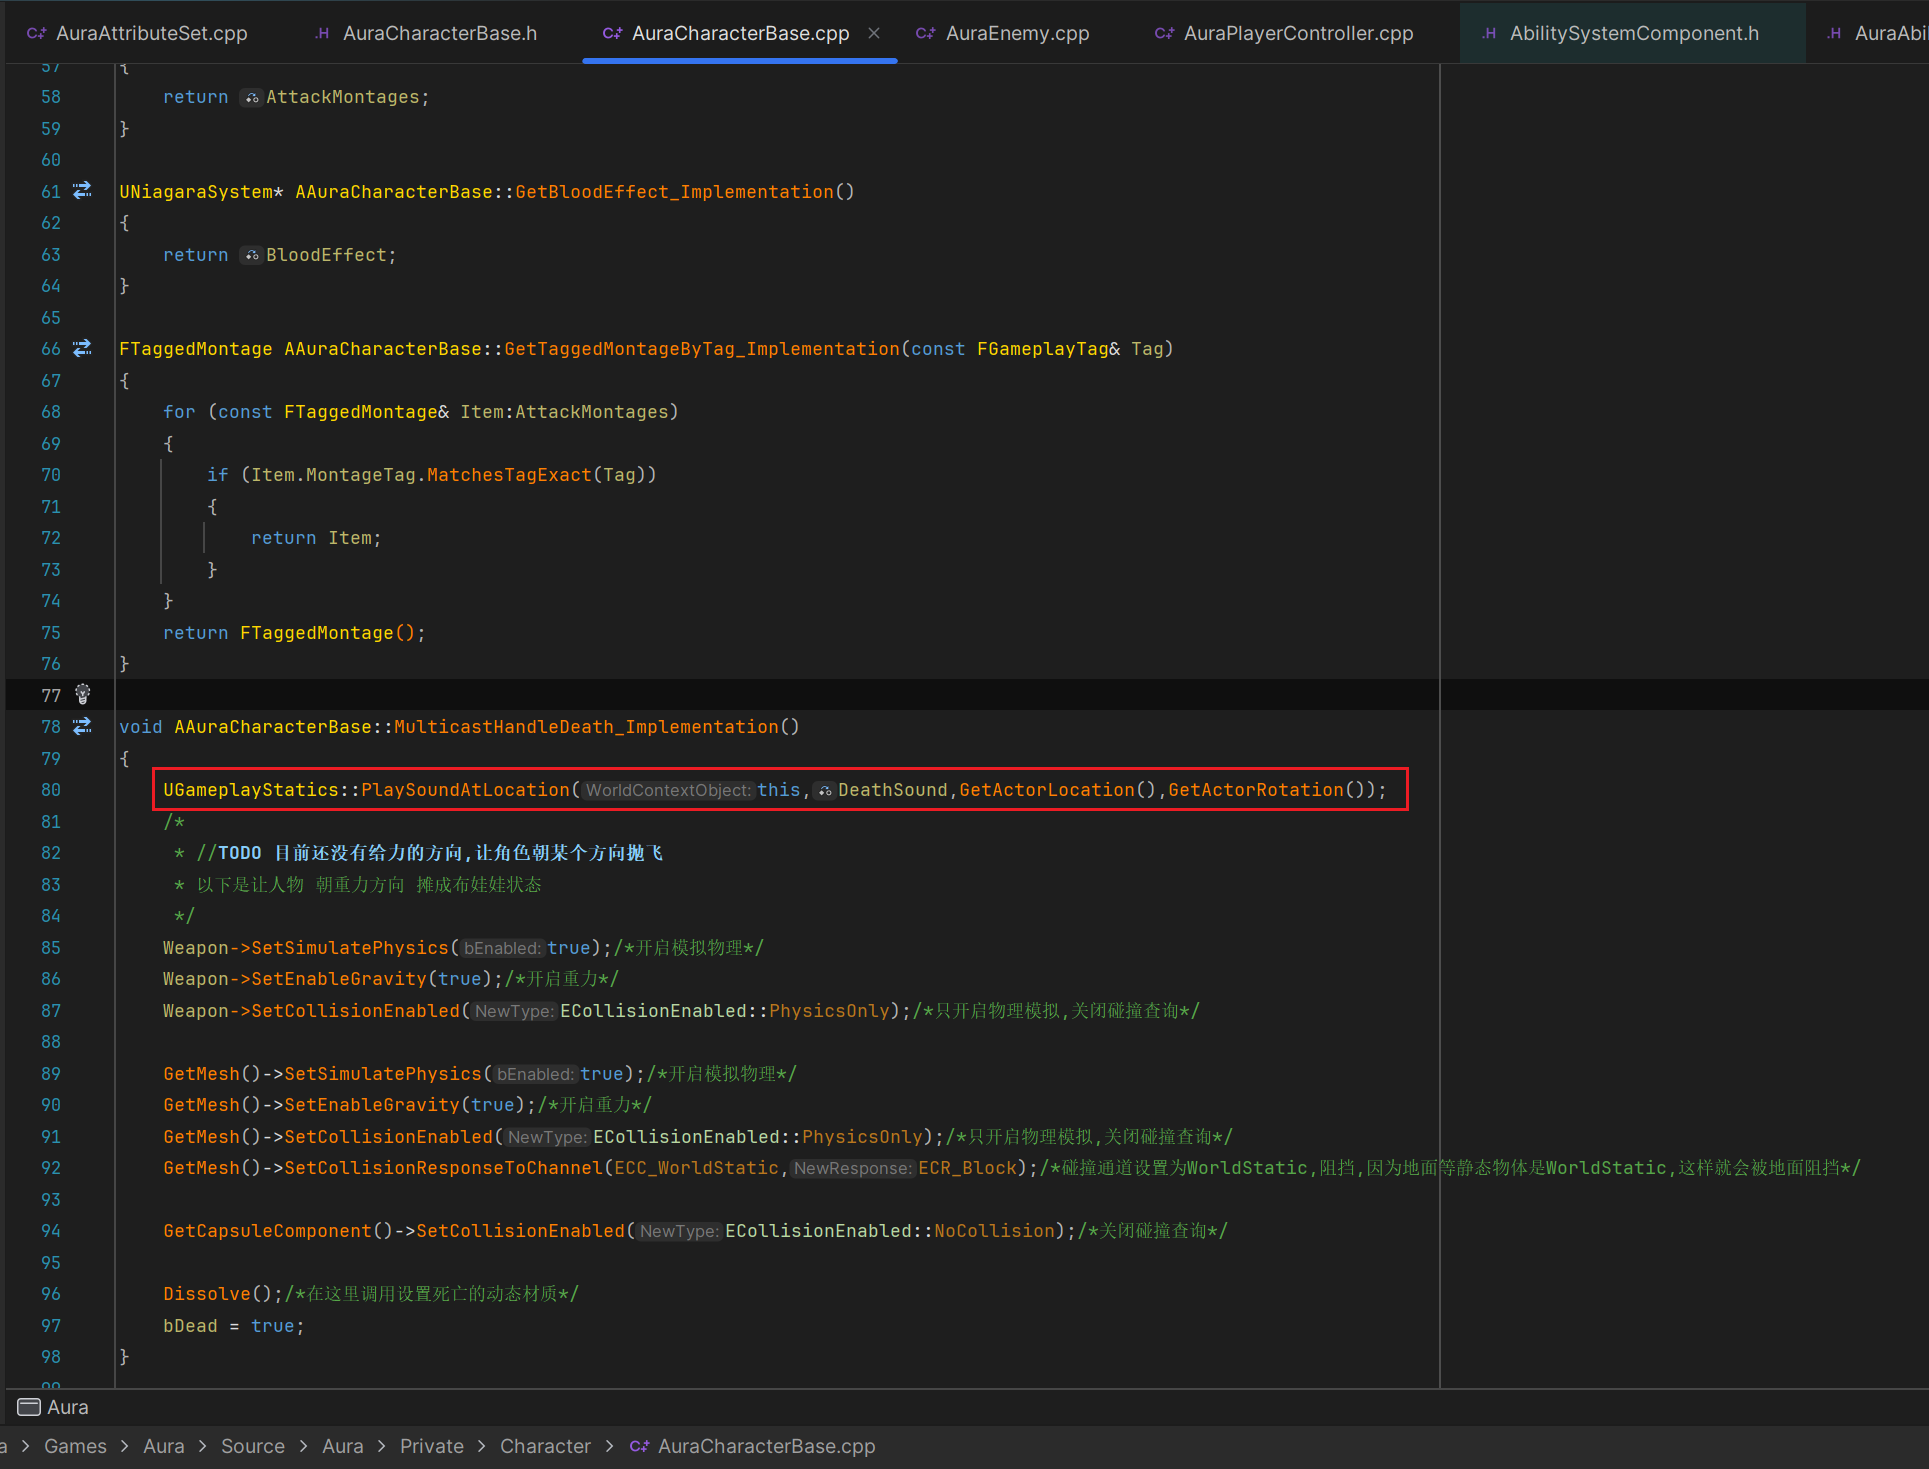 AuraAttributeSet.cpp .H AuraCharacterBase.h AuraCharacterBase.cpp AuraEnemy.cpp AuraPlayerController.cpp .H AbilitySystemComponent.h .H AuraAbi
57 {
58 return AttackMontages;
59 }
60
61 UNiagaraSystem* AAuraCharacterBase::GetBloodEffect_Implementation()
62 {
63 return BloodEffect;
64 }
65
66 FTaggedMontage AAuraCharacterBase::GetTaggedMontageByTag_Implementation(const FGameplayTag& Tag)
67 {
68 for (const FTaggedMontage& Item:AttackMontages)
69 {
70 if (Item.MontageTag.MatchesTagExact(Tag))
71 {
72 return Item;
73 }
74 }
75 return FTaggedMontage();
76 }
77
78 void AAuraCharacterBase::MulticastHandleDeath_Implementation()
79 {
80 UGameplayStatics::PlaySoundAtLocation(WorldContextObject:this,DeathSound,GetActorLocation(),GetActorRotation());
81 /*
82 * //TODO 目前还没有给力的方向,让角色朝某个方向抛飞
83 * 以下是让人物 朝重力方向 摊成布娃娃状态
84 */
85 Weapon->SetSimulatePhysics(bEnabled:true);/*开启模拟物理*/
86 Weapon->SetEnableGravity(true);/*开启重力*/
87 Weapon->SetCollisionEnabled(NewType:ECollisionEnabled::PhysicsOnly);/*只开启物理模拟,关闭碰撞查询*/
88
89 GetMesh()->SetSimulatePhysics(bEnabled:true);/*开启模拟物理*/
90 GetMesh()->SetEnableGravity(true);/*开启重力*/
91 GetMesh()->SetCollisionEnabled(NewType:ECollisionEnabled::PhysicsOnly);/*只开启物理模拟,关闭碰撞查询*/
92 GetMesh()->SetCollisionResponseToChannel(ECC_WorldStatic,NewResponse:ECR_Block);/*碰撞通道设置为WorldStatic,阻挡,因为地面等静态物体是WorldStatic,这样就会被地面阻挡*/
93
94 GetCapsuleComponent()->SetCollisionEnabled(NewType:ECollisionEnabled::NoCollision);/*关闭碰撞查询*/
95
96 Dissolve();/*在这里调用设置死亡的动态材质*/
97 bDead = true;
98 }
99
Aura
a > Games > Aura > Source > Aura > Private > Character > AuraCharacterBase.cpp